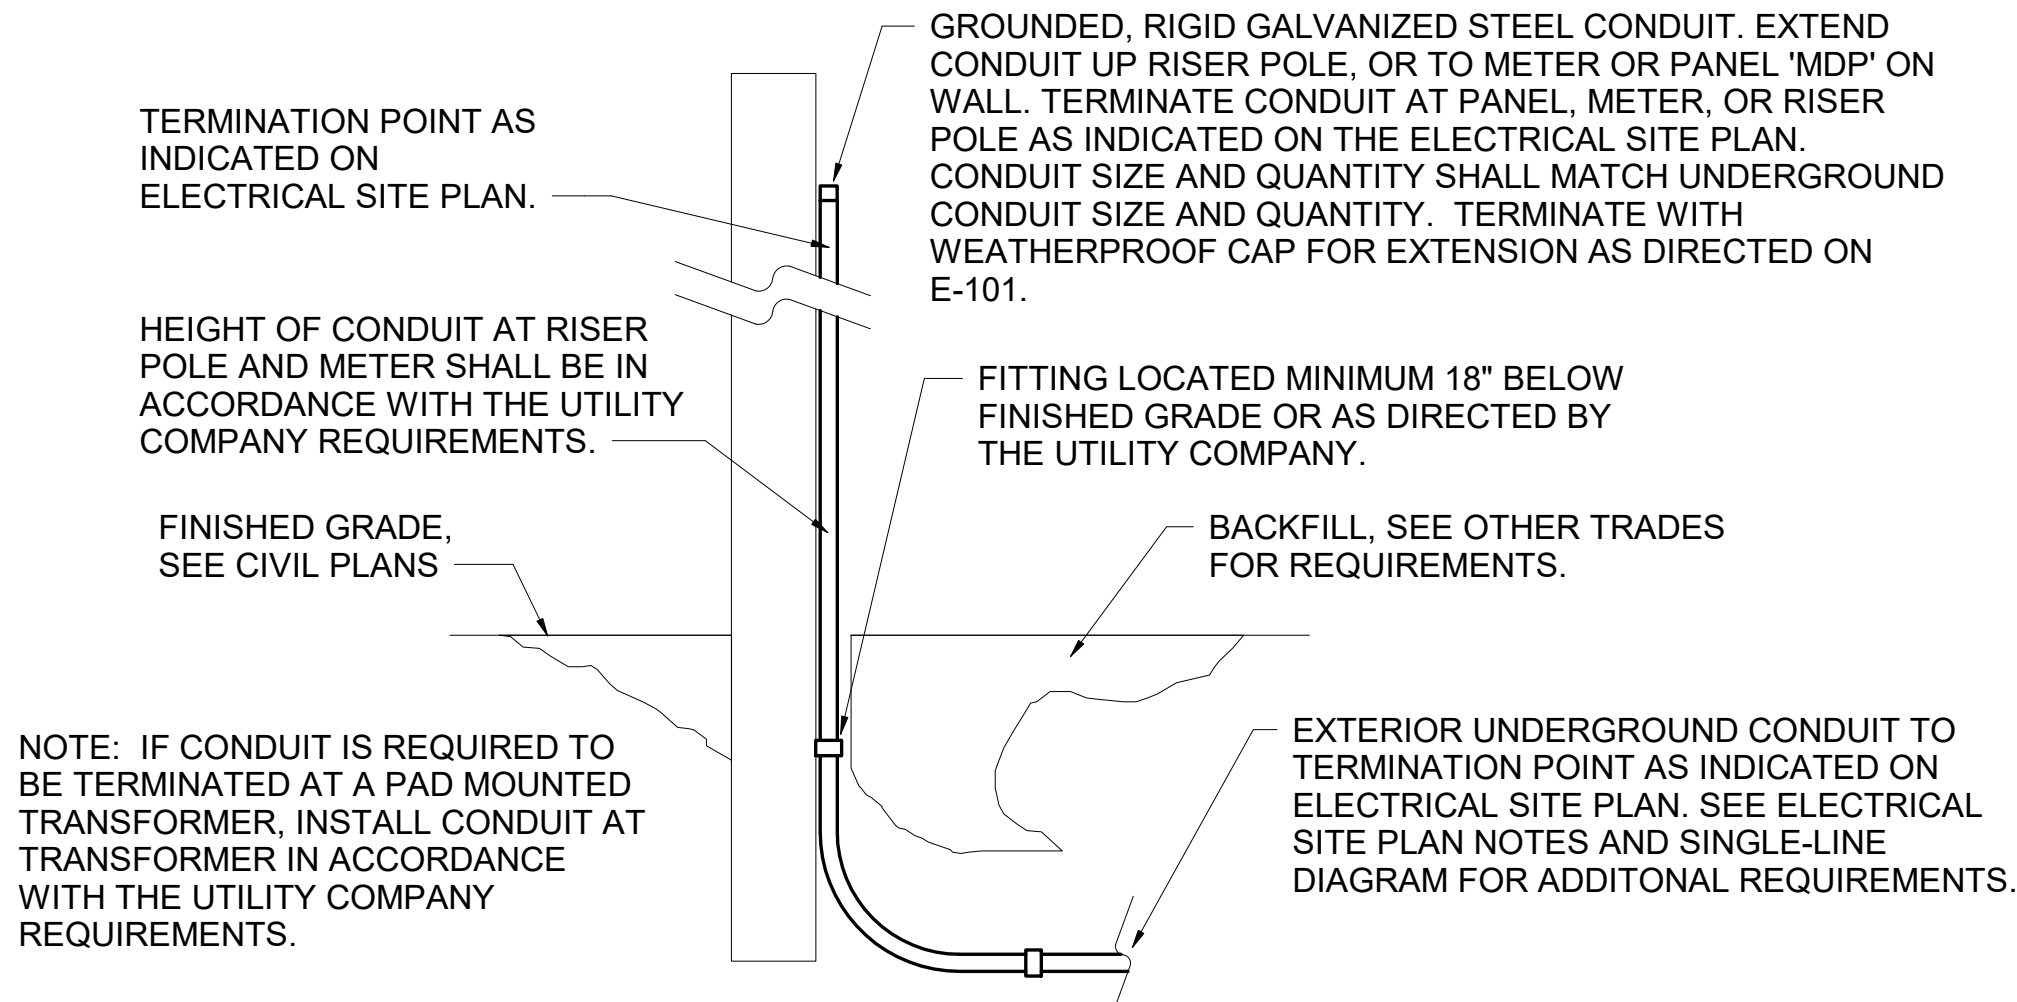 GROUNDED, RIGID GALVANIZED STEEL CONDUIT. EXTEND
CONDUIT UP RISER POLE, OR TO METER OR PANEL 'MDP' ON
WALL. TERMINATE CONDUIT AT PANEL, METER, OR RISER
POLE AS INDICATED ON THE ELECTRICAL SITE PLAN.
CONDUIT SIZE AND QUANTITY SHALL MATCH UNDERGROUND
CONDUIT SIZE AND QUANTITY.  TERMINATE WITH
WEATHERPROOF CAP FOR EXTENSION AS DIRECTED ON
E-101.
TERMINATION POINT AS
INDICATED ON
ELECTRICAL SITE PLAN.
HEIGHT OF CONDUIT AT RISER
POLE AND METER SHALL BE IN
ACCORDANCE WITH THE UTILITY
COMPANY REQUIREMENTS.
FITTING LOCATED MINIMUM 18" BELOW
FINISHED GRADE OR AS DIRECTED BY
THE UTILITY COMPANY.
FINISHED GRADE,
SEE CIVIL PLANS
BACKFILL, SEE OTHER TRADES
FOR REQUIREMENTS.
NOTE:  IF CONDUIT IS REQUIRED TO
BE TERMINATED AT A PAD MOUNTED
TRANSFORMER, INSTALL CONDUIT AT
TRANSFORMER IN ACCORDANCE
WITH THE UTILITY COMPANY
REQUIREMENTS.
EXTERIOR UNDERGROUND CONDUIT TO
TERMINATION POINT AS INDICATED ON
ELECTRICAL SITE PLAN. SEE ELECTRICAL
SITE PLAN NOTES AND SINGLE-LINE
DIAGRAM FOR ADDITONAL REQUIREMENTS.